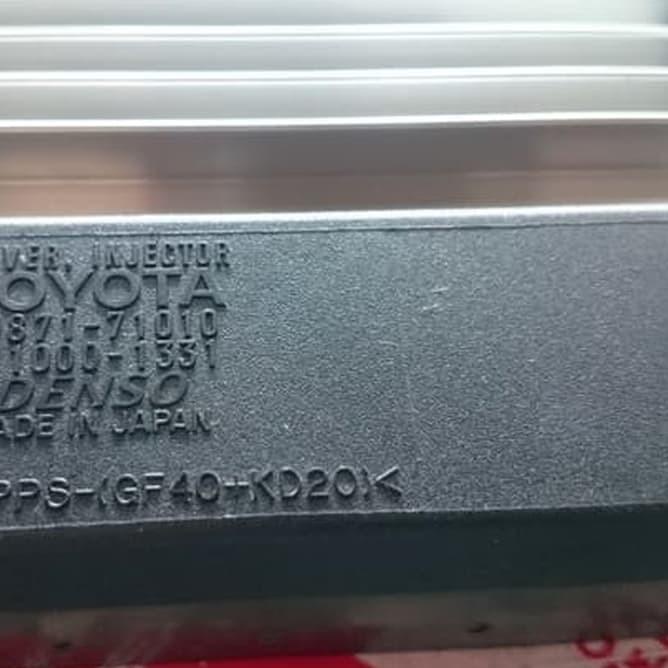 VER, INJECTOR
OYOTA
871-71010
1000-1331
DENSO
ADE IN JAPAN
PPS-(GF40+KD20)<